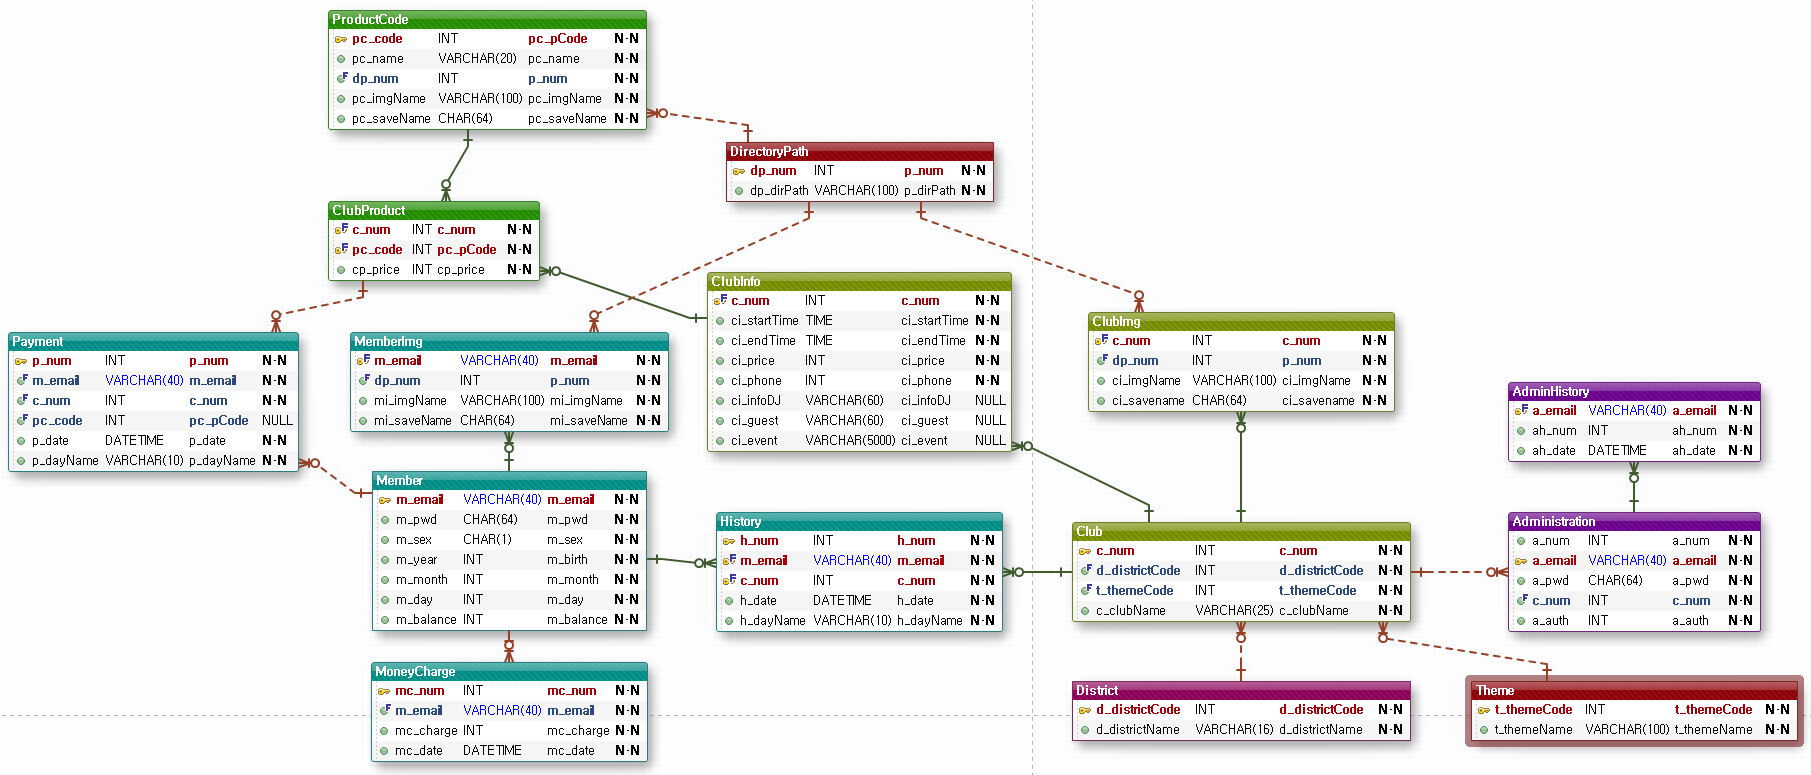 ProductCode
pc_code INT pc_pCode N-N
pc_name VARCHAR(20) pc_name N-N
dp_num INT p_num N-N
pc_imgName VARCHAR(100) pc_imgName N-N
pc_saveName CHAR(64) pc_saveName N-N
DirectoryPath
dp_num INT p_num N-N
dp_dirPath VARCHAR(100) p_dirPath N-N
ClubProduct
c_num INT c_num N-N
pc_code INT pc_pCode N-N
cp_price INT cp_price N-N
ClubInfo
c_num INT c_num N-N
ci_startTime TIME ci_startTime N-N
ci_endTime TIME ci_endTime N-N
ci_price INT ci_price N-N
ci_phone INT ci_phone N-N
ci_infoDJ VARCHAR(60) ci_infoDJ NULL
ci_guest VARCHAR(60) ci_guest NULL
ci_event VARCHAR(5000) ci_event NULL
ClubImg
c_num INT c_num N-N
dp_num INT p_num N-N
ci_imgName VARCHAR(100) ci_imgName N-N
ci_savename CHAR(64) ci_savename N-N
Payment
p_num INT p_num N-N
m_email VARCHAR(40) m_email N-N
c_num INT c_num N-N
pc_code INT pc_pCode NULL
p_date DATETIME p_date N-N
p_dayName VARCHAR(10) p_dayName N-N
MemberImg
m_email VARCHAR(40) m_email N-N
dp_num INT p_num N-N
mi_imgName VARCHAR(100) mi_imgName N-N
mi_saveName CHAR(64) mi_saveName N-N
AdminHistory
a_email VARCHAR(40) a_email N-N
ah_num INT ah_num N-N
ah_date DATETIME ah_date N-N
Member
m_email VARCHAR(40) m_email N-N
m_pwd CHAR(64) m_pwd N-N
m_sex CHAR(1) m_sex N-N
m_year INT m_birth N-N
m_month INT m_month N-N
m_day INT m_day N-N
m_balance INT m_balance N-N
History
h_num INT h_num N-N
m_email VARCHAR(40) m_email N-N
c_num INT c_num N-N
h_date DATETIME h_date N-N
h_dayName VARCHAR(10) h_dayName N-N
Club
c_num INT c_num N-N
d_districtCode INT d_districtCode N-N
t_themeCode INT t_themeCode N-N
c_clubName VARCHAR(25) c_clubName N-N
Administration
a_num INT a_num N-N
a_email VARCHAR(40) a_email N-N
a_pwd CHAR(64) a_pwd N-N
c_num INT c_num N-N
a_auth INT a_auth N-N
MoneyCharge
mc_num INT mc_num N-N
m_email VARCHAR(40) m_email N-N
mc_charge INT mc_charge N-N
mc_date DATETIME mc_date N-N
District
d_districtCode INT d_districtCode N-N
d_districtName VARCHAR(16) d_districtName N-N
Theme
t_themeCode INT t_themeCode N-N
t_themeName VARCHAR(100) t_themeName N-N